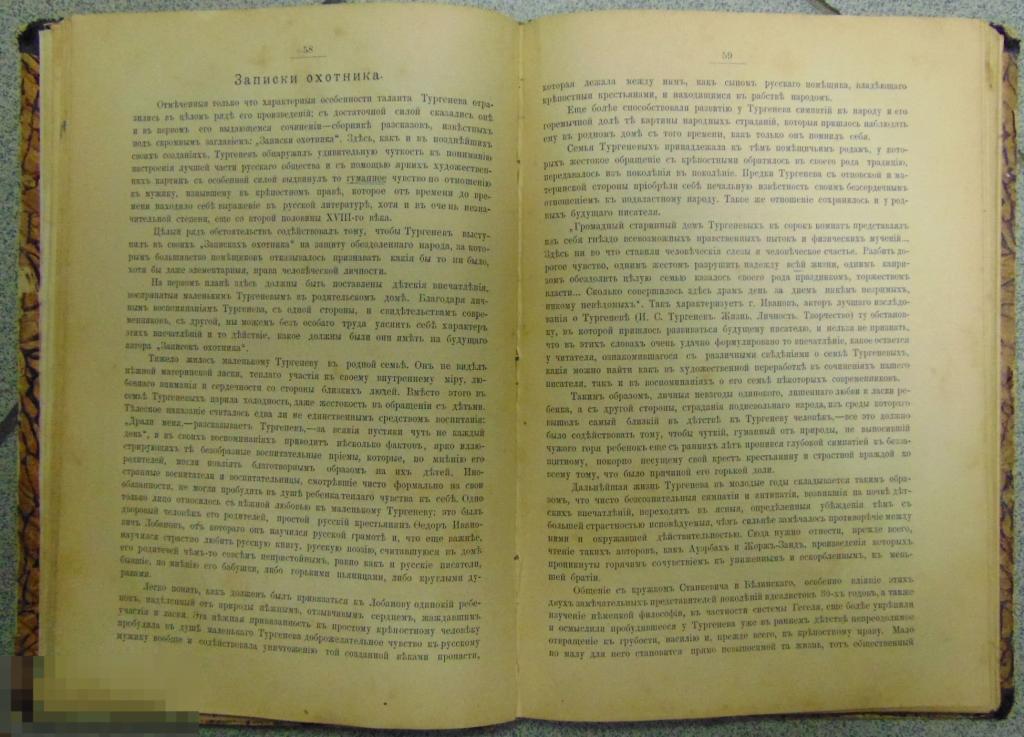 58
Записки охотника.
Отмѣченныя только что характерныя особенности таланта Тургенева отра-
зились въ цѣломъ рядѣ его произведеній; съ достаточной силой сказались онѣ
и въ первомъ его выдающемся сочиненіи—сборникѣ разсказовъ, извѣстныхъ
подъ скромнымъ заглавіемъ: „Записки охотника“. Здѣсь, какъ и въ позднѣйшихъ
своихъ созданіяхъ, Тургеневъ обнаружилъ удивительную чуткость къ пониманію
настроенія лучшей части русскаго общества и съ помощью яркихъ художествен-
ныхъ картинъ съ особенной силой выдвинулъ то гуманное чувство по отношенію
къ мужику, изнывшему въ крѣпостномъ правѣ, которое отъ времени до вре-
мени находило себѣ выраженіе въ русской литературѣ, хотя и въ очень незна-
чительной степени, еще со второй половины XVIII-го вѣка.
Цѣлый рядъ обстоятельствъ содѣйствовалъ тому, чтобы Тургеневъ высту-
пилъ въ своихъ „Запискахъ охотника“ на защиту обездоленнаго народа, за кото-
рымъ большинство помѣщиковъ отказывалось признавать какія бы то ни было,
хотя бы даже элементарныя, права человѣческой личности.
На первомъ планѣ здѣсь должны быть поставлены дѣтскія впечатлѣнія,
воспринятыя маленькимъ Тургеневымъ въ родительскомъ домѣ. Благодаря лич-
нымъ воспоминаніямъ Тургенева, съ одной стороны, и свидѣтельствамъ совре-
менниковъ, съ другой, мы можемъ безъ особаго труда уяснить себѣ характеръ
этихъ впечатлѣній и то дѣйствіе, какое должны были они имѣть на будущаго
автора „Записокъ охотника“.
Тяжело жилось маленькому Тургеневу въ родной семьѣ. Онъ не видѣлъ
нѣжной материнской ласки, теплаго участія къ своему внутреннему міру, лю-
бовнаго вниманія и сердечности со стороны близкихъ людей. Вмѣсто этого въ
семьѣ Тургеневыхъ царила холодность, даже жестокость въ обращеніи съ дѣтьми.
Тѣлесное наказаніе считалось едва ли не единственнымъ средствомъ воспитанія:
„Драли меня,—разсказываетъ Тургеневъ,—за всякія пустяки чуть не каждый
день“, и въ своихъ воспоминаніяхъ приводитъ нѣсколько фактовъ, ярко иллю-
стрирующихъ тѣ безобразные воспитательные пріемы, которые, по мнѣнію его
родителей, могли повліять благотворнымъ образомъ на ихъ дѣтей. Ино-
странные воспитатели и воспитательницы, смотрѣвшіе чисто формально на свои
обязанности, не могли пробудить въ душѣ ребенка теплаго чувства къ себѣ. Одно
только лицо относилось съ нѣжной любовью къ маленькому Тургеневу; это былъ
дворовый человѣкъ его родителей, простой русскій крестьянинъ Ѳедоръ Ивано-
вичъ Лобановъ, отъ котораго онъ научился русской грамотѣ и, что еще важнѣе,
научился страстно любить русскую книгу, русскую поэзію, считавшуюся въ домѣ
его родителей чѣмъ-то совсѣмъ непристойнымъ, равно какъ и русскіе писатели,
бывшіе, по мнѣнію его бабушки, либо горькими пьяницами, либо круглыми ду-
раками.
Легко понять, какъ долженъ былъ привязаться къ Лобанову одинокій ребе-
нокъ, надѣленный отъ природы нѣжнымъ, отзывчивымъ сердцемъ, жаждавшимъ
участія и ласки. Эта нѣжная привязанность къ простому крѣпостному человѣку
пробудила въ душѣ маленькаго Тургенева доброжелательное чувство къ русскому
мужику вообще и содѣйствовала уничтоженію той созданной вѣками пропасти,
59
которая лежала между нимъ, какъ сыномъ русскаго помѣщика, владѣющаго
крѣпостными крестьянами, и находящимся въ рабствѣ народомъ.
Еще болѣе способствовали развитію у Тургенева симпатій къ народу и его
горемычной долѣ тѣ картины народныхъ страданій, которыя пришлось наблюдать
ему въ родномъ домѣ съ того времени, какъ только онъ помнилъ себя.
Семья Тургеневыхъ принадлежала къ тѣмъ помѣщичьимъ родамъ, у кото-
рыхъ жестокое обращеніе съ крѣпостными обратилось въ своего рода традицію,
передавалось изъ поколѣнія въ поколѣніе. Предки Тургенева съ отцовской и ма-
теринской стороны пріобрѣли себѣ печальную извѣстность своимъ безсердечнымъ
отношеніемъ къ подвластному народу. Такое же отношеніе сохранилось и у род-
ныхъ будущаго писателя.
„Громадный старинный домъ Тургеневыхъ въ сорокъ комнатъ представлялъ
изъ себя гнѣздо всевозможныхъ нравственныхъ пытокъ и физическихъ мученій...
Здѣсь ни во что ставили человѣческія слезы и человѣческое счастье. Разбить до-
рогое чувство, однимъ жестомъ разрушить надежду всей жизни, однимъ капри-
зомъ обездолить цѣлую семью казалось своего рода праздникомъ, торжествомъ
власти... Сколько совершилось здѣсь драмъ день за днемъ никѣмъ незримыхъ,
никому невѣдомыхъ“. Такъ характеризуетъ г. Ивановъ, авторъ лучшаго изслѣдо-
ванія о Тургеневѣ (И. С. Тургеневъ. Жизнь. Личность. Творчество) ту обстанов-
ку, въ которой пришлось развиваться будущему писателю, и нельзя не признать,
что въ этихъ словахъ очень удачно формулировано то впечатлѣніе, какое остается
у читателя, ознакомившагося съ различными свѣдѣніями о семьѣ Тургеневыхъ,
какія можно найти какъ въ художественной переработкѣ въ сочиненіяхъ нашего
писателя, такъ и въ воспоминаніяхъ о его семьѣ нѣкоторыхъ современниковъ.
Такимъ образомъ, личныя невзгоды одинокаго, лишеннаго любви и ласки ре-
бенка, а съ другой стороны, страданія подневольнаго народа, изъ среды котораго
вышелъ самый близкій въ дѣтствѣ къ Тургеневу человѣкъ,—все это должно
было содѣйствовать тому, чтобы чуткій, гуманный отъ природы, не выносившій
чужого горя ребенокъ еще съ раннихъ лѣтъ проникся глубокой симпатіей къ безза-
щитному, покорно несущему свой крестъ крестьянину и страстной враждой ко
всему тому, что было причиной его горькой доли.
Дальнѣйшая жизнь Тургенева въ молодые годы складывается такимъ обра-
зомъ, что чисто безсознательныя симпатіи и антипатіи, возникшія на почвѣ дѣт-
скихъ впечатлѣній, переходятъ въ ясныя, опредѣленныя убѣжденія тѣмъ съ
большей страстностью исповѣдуемыя, чѣмъ сильнѣе замѣчалось противорѣчіе между
ними и окружавшей дѣйствительностью. Сюда нужно отнести, прежде всего,
чтеніе такихъ авторовъ, какъ Ауэрбахъ и Жоржъ-Зандъ, произведенія которыхъ
проникнуты горячимъ сочувствіемъ къ униженнымъ и оскорбленнымъ, къ мень-
шей братіи.
Общеніе съ кружкомъ Станкевича и Бѣлинскаго, особенно вліяніе этихъ
двухъ замѣчательныхъ представителей поколѣній идеалистовъ 30-хъ годовъ, а также
изученіе нѣмецкой философіи, въ частности системы Гегеля, еще болѣе укрѣпили
и осмыслили пробудившееся у Тургенева уже въ раннемъ дѣтствѣ непреодолимое
отвращеніе къ грубости, насилію и, прежде всего, къ крѣпостному праву. Мало
по малу для него становится прямо невыносимой та жизнь, тотъ общественный